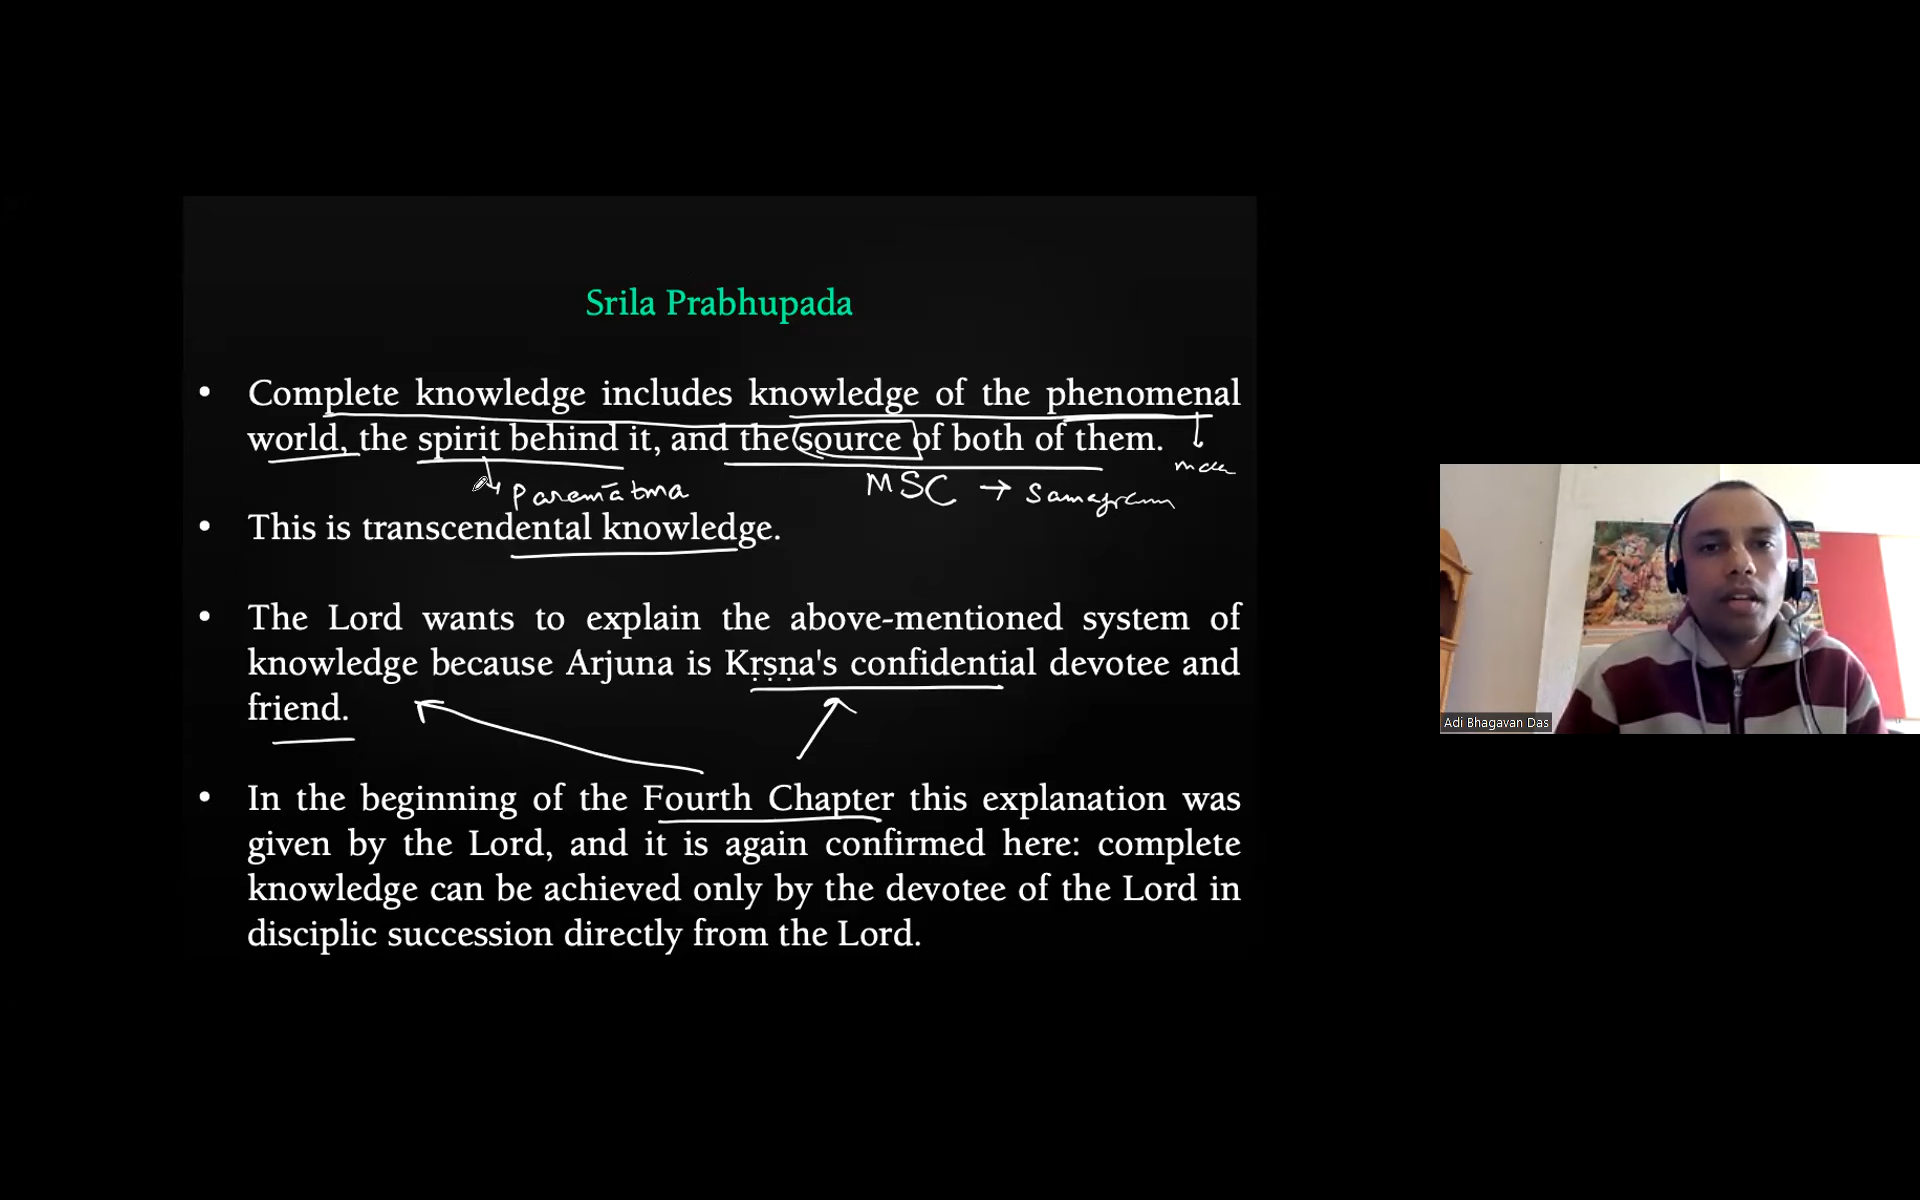 Srila Prabhupada
• Complete knowledge includes knowledge of the phenomenal
world, the spirit behind it, and the source of both of them.
Paremātma
MSC → Samagram
• This is transcendental knowledge.
• The Lord wants to explain the above-mentioned system of
knowledge because Arjuna is Kṛṣṇa's confidential devotee and
friend.
• In the beginning of the Fourth Chapter this explanation was
given by the Lord, and it is again confirmed here: complete
knowledge can be achieved only by the devotee of the Lord in
disciplic succession directly from the Lord.
Adi Bhagavan Das